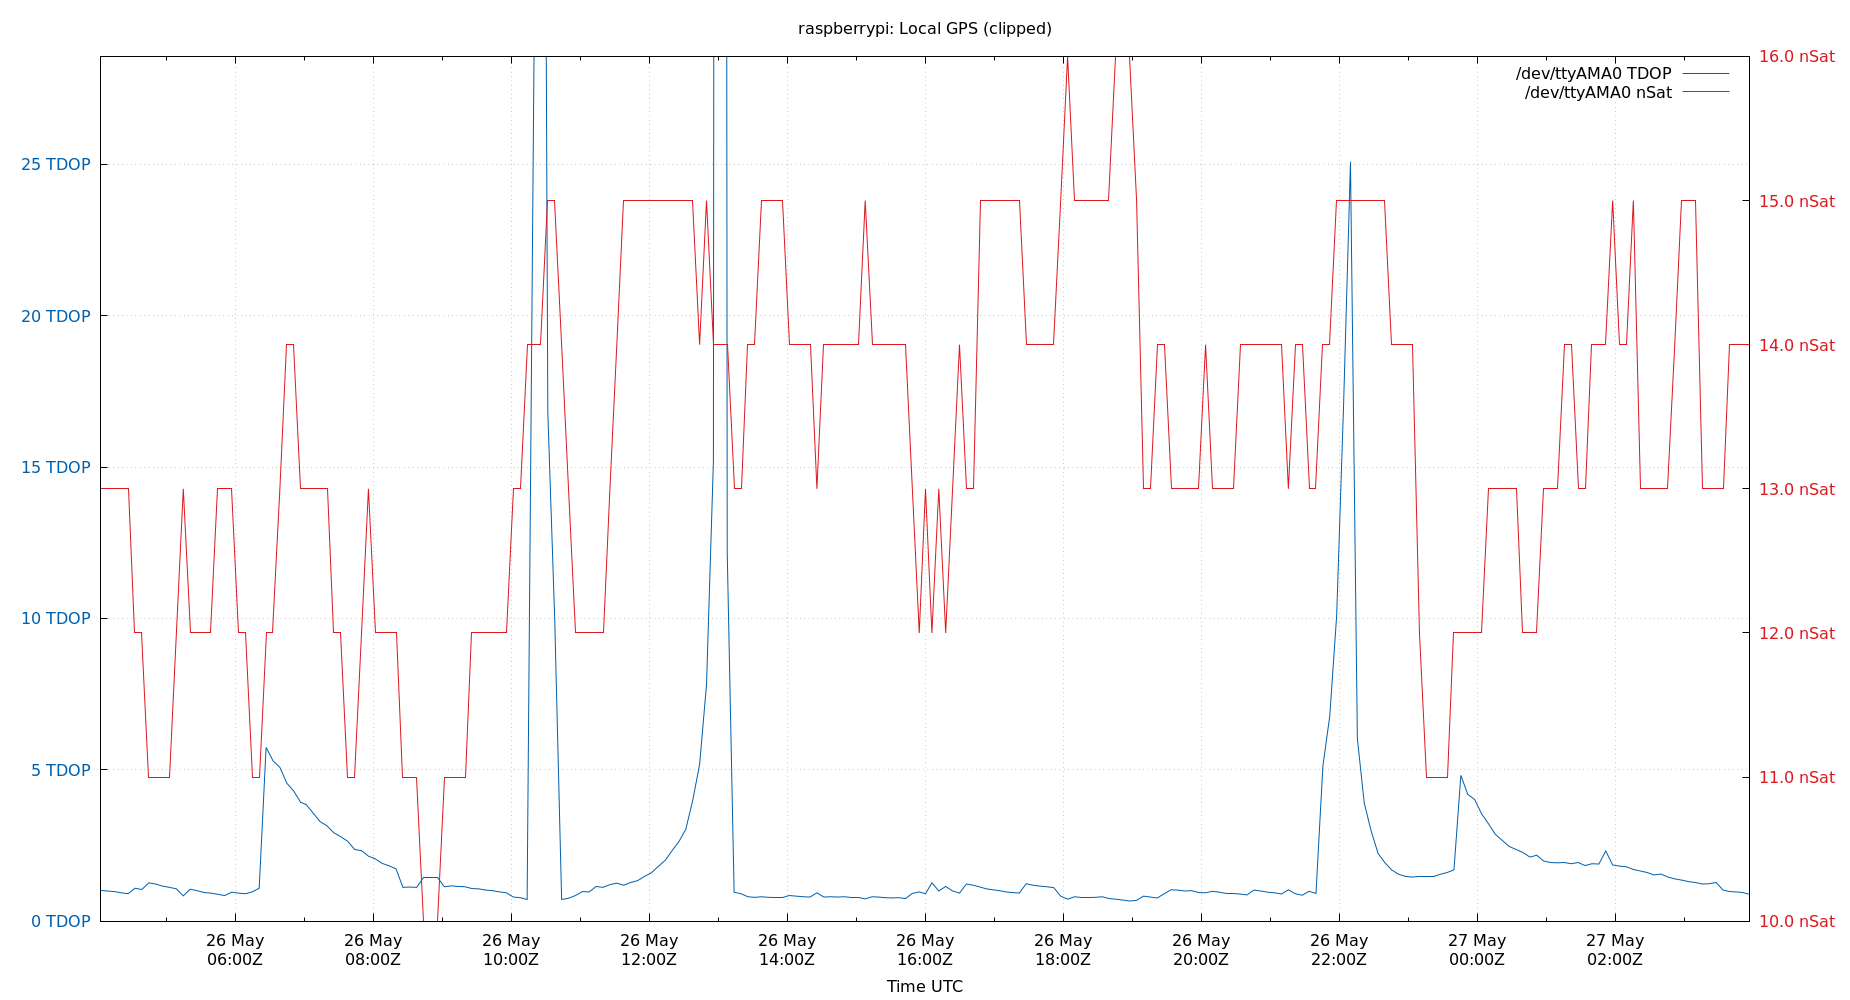 raspberrypi: Local GPS (clipped)
/dev/ttyAMA0 TDOP
/dev/ttyAMA0 nSat
25 TDOP
20 TDOP
15 TDOP
10 TDOP
5 TDOP
0 TDOP
16.0 nSat
15.0 nSat
14.0 nSat
13.0 nSat
12.0 nSat
11.0 nSat
10.0 nSat
26 May 26 May 26 May 26 May 26 May 26 May 26 May 26 May 26 May 27 May 27 May
06:00Z 08:00Z 10:00Z 12:00Z 14:00Z 16:00Z 18:00Z 20:00Z 22:00Z 00:00Z 02:00Z
Time UTC